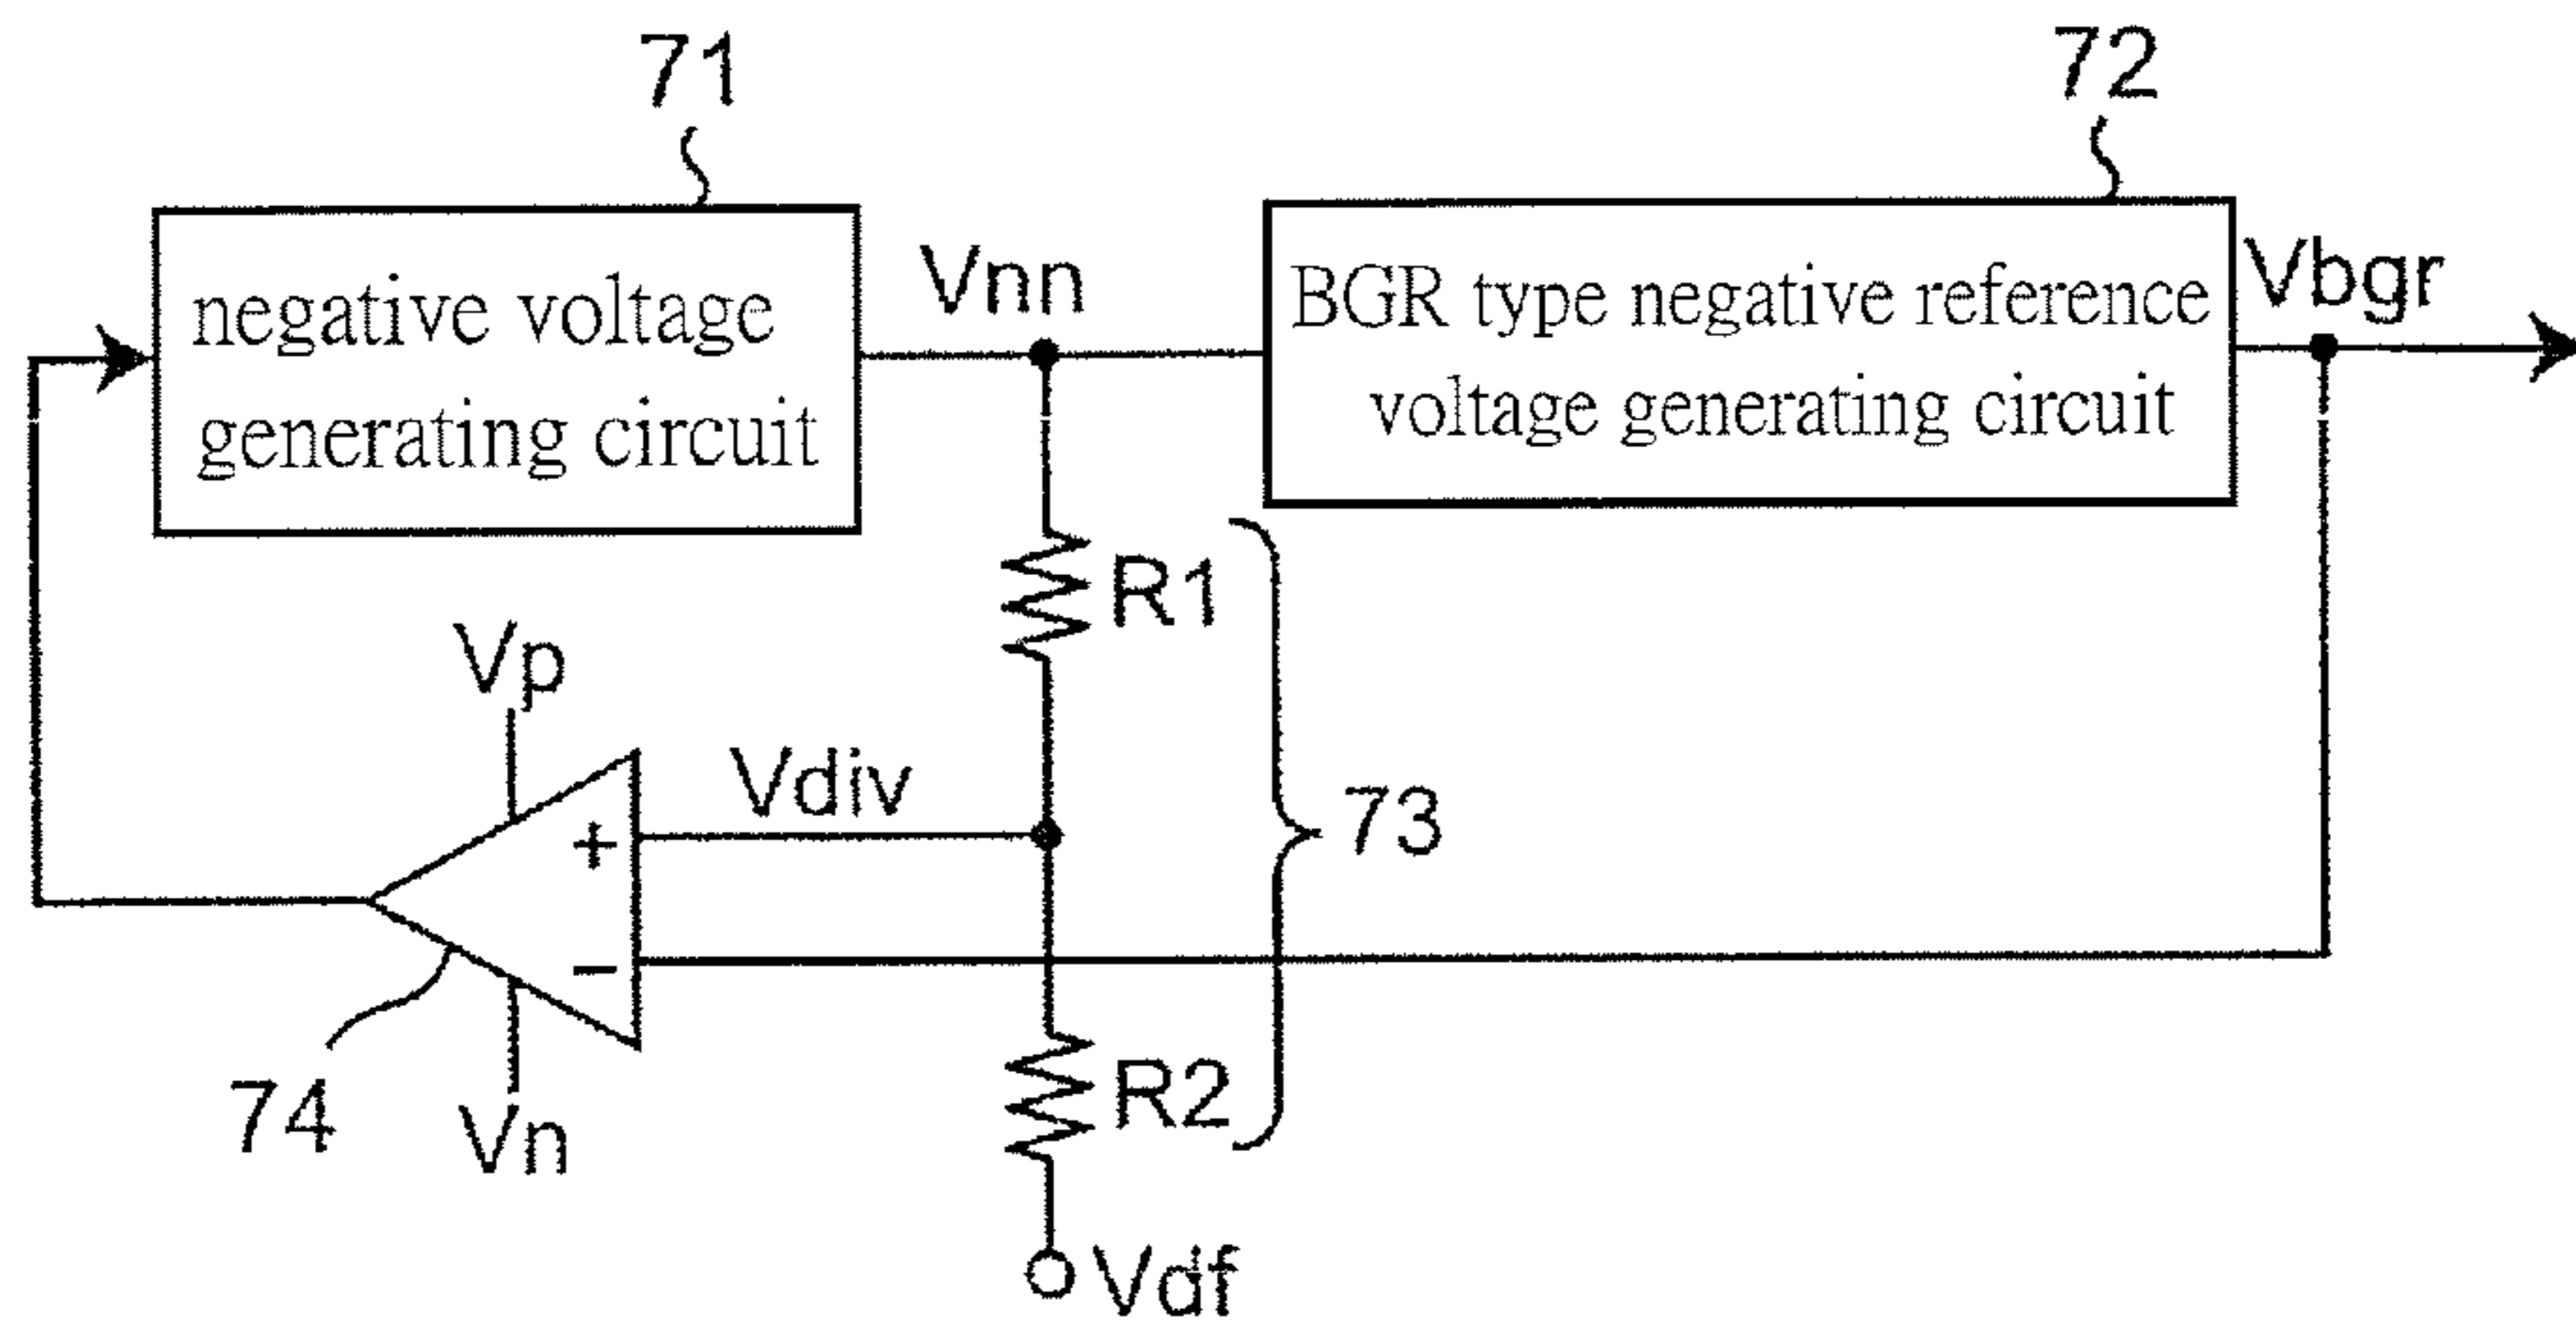 71
72
negative voltage
generating circuit
Vnn
BGR type negative reference
voltage generating circuit
Vbgr
R1
Vp
Vdiv
73
+
−
74
Vn
R2
Vdf